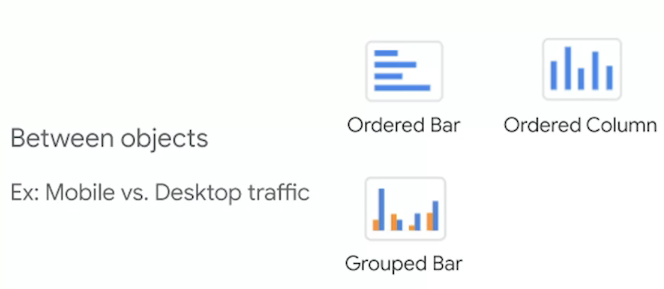 Between objects
Ex: Mobile vs. Desktop traffic
Ordered Bar
Ordered Column
Grouped Bar